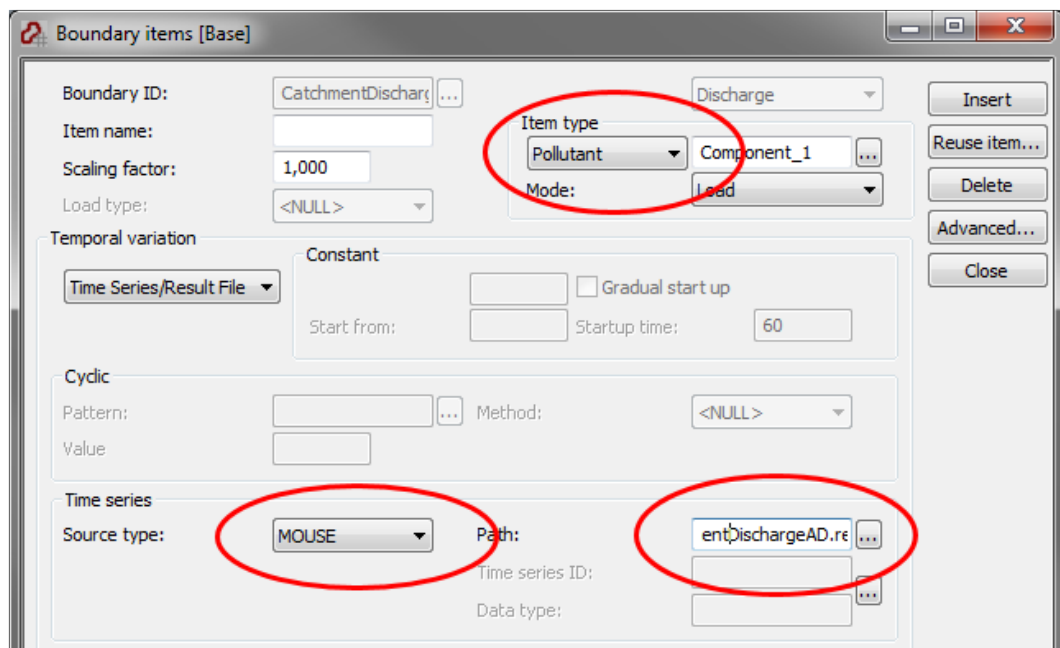 Boundary items [Base]
Boundary ID: CatchmentDischarg ... Discharge Insert
Item name: Item type Reuse item...
Pollutant Component_1 ...
Scaling factor: 1,000 Mode: Load Delete
Load type: <NULL> Advanced...
Temporal variation Close
Time Series/Result File Constant
Gradual start up
Start from: Startup time: 60
Cyclic
Pattern: ... Method: <NULL>
Value
Time series
Source type: MOUSE Path: entDischargeAD.re ...
Time series ID:
...
Data type: